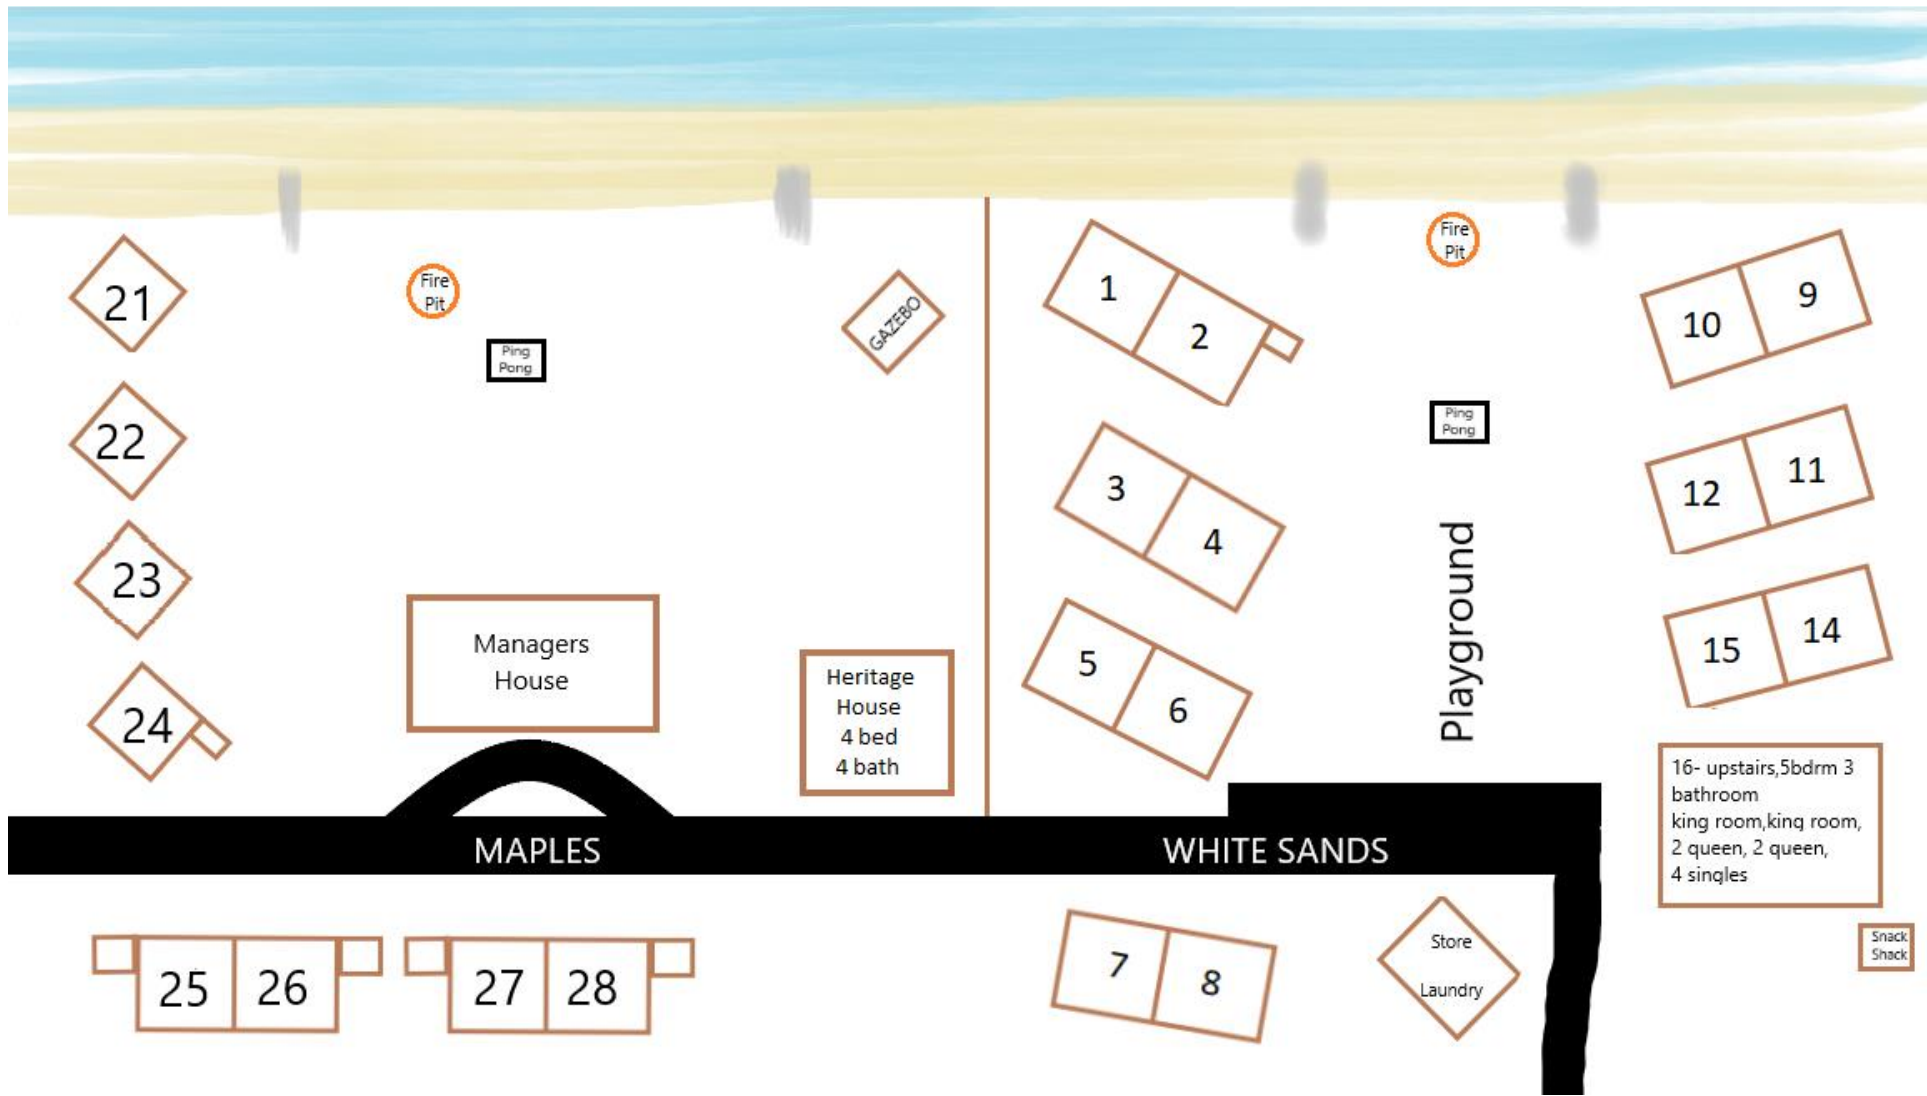 21
Fire
Pit
Ping
Pong
GAZEBO
22
23
24
Managers
House
Heritage
House
4 bed
4 bath
1
2
3
4
5
6
Fire
Pit
Ping
Pong
Playground
10
9
12
11
15
14
16- upstairs,5bdrm 3
bathroom
king room,king room,
2 queen, 2 queen,
4 singles
MAPLES
WHITE SANDS
25
26
27
28
7
8
Store
Laundry
Snack
Shack